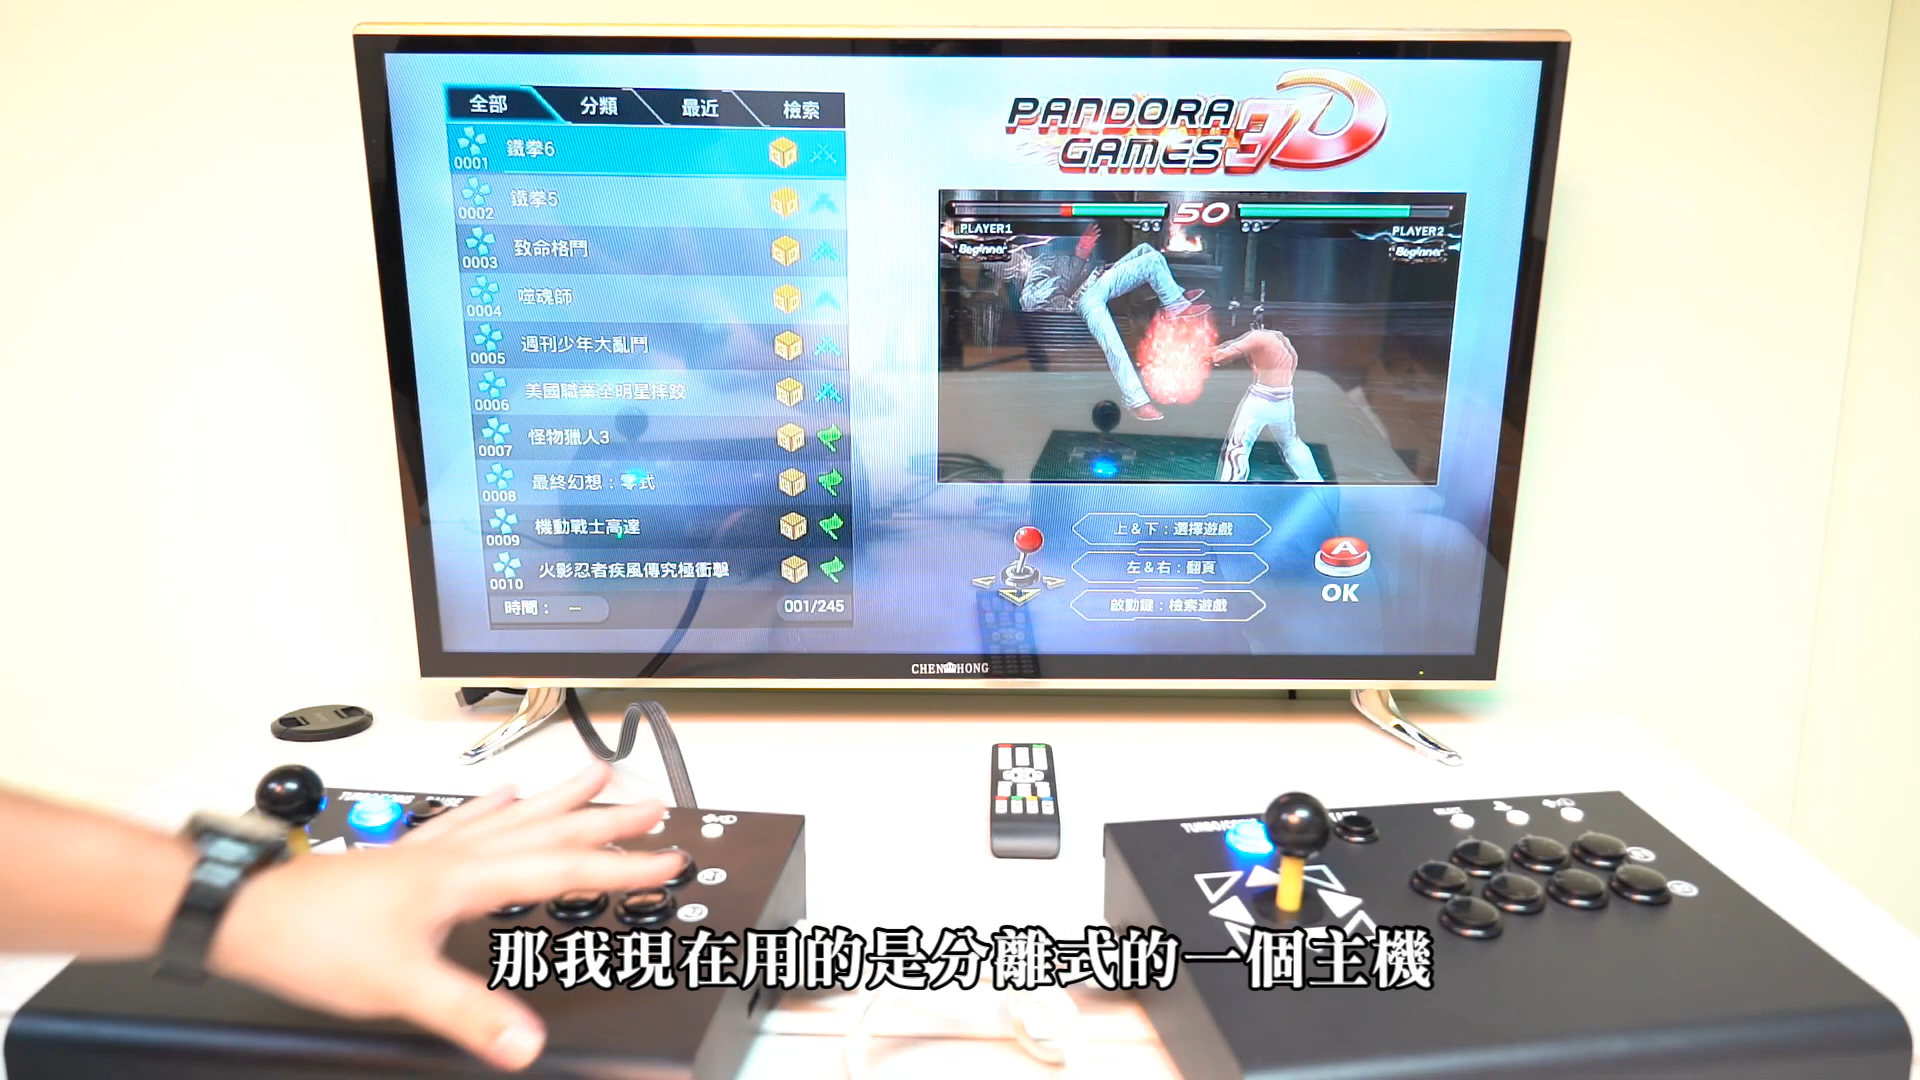 全部 分類 最近 檢索
0001 鐵拳6
0002 鐵拳5
0003 致命格鬥
0004 噬魂師
0005 週刊少年大亂鬥
0006 美國職業全明星摔跤
0007 怪物獵人3
0008 最終幻想：零式
0009 機動戰士高達
0010 火影忍者疾風傳究極衝擊
時間： --
001/245
PANDORA
GAMES 3D
50
PLAYER1
Beginner
PLAYER2
Beginner
上&下：選擇遊戲
左&右：翻頁
啟動鍵：檢索遊戲
A
OK
CHENHONG
那我現在用的是分離式的一個主機